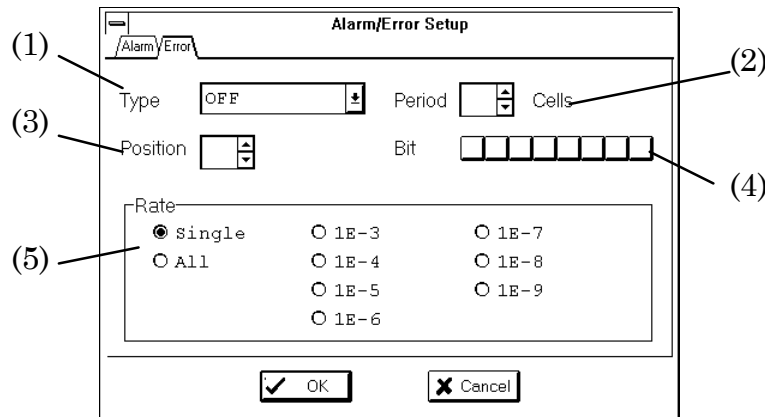 Alarm/Error Setup
Alarm Error
(1) (2)
Type OFF Period Cells
(3)
Position Bit
(4)
Rate
Single 1E-3 1E-7
(5) All 1E-4 1E-8
1E-5 1E-9
1E-6
OK Cancel